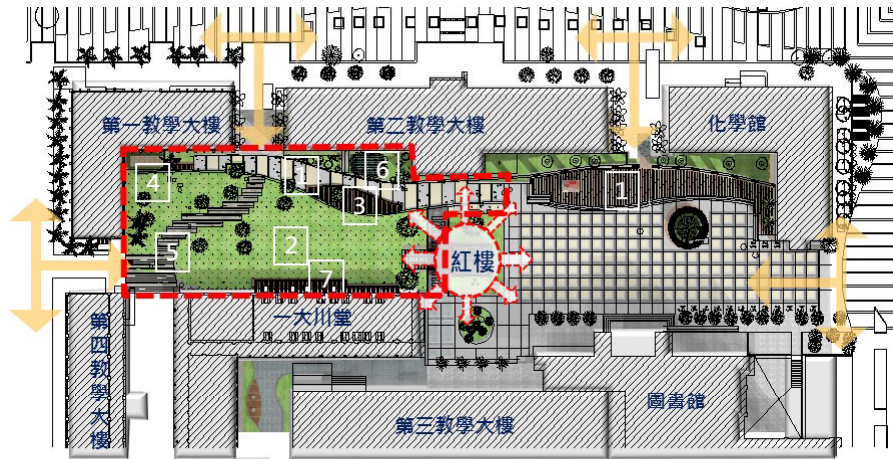 第一教學大樓
第二教學大樓
化學館
4
1
6
3
1
5
2
7
紅樓
一大川堂
第四教學大樓
第三教學大樓
圖書館